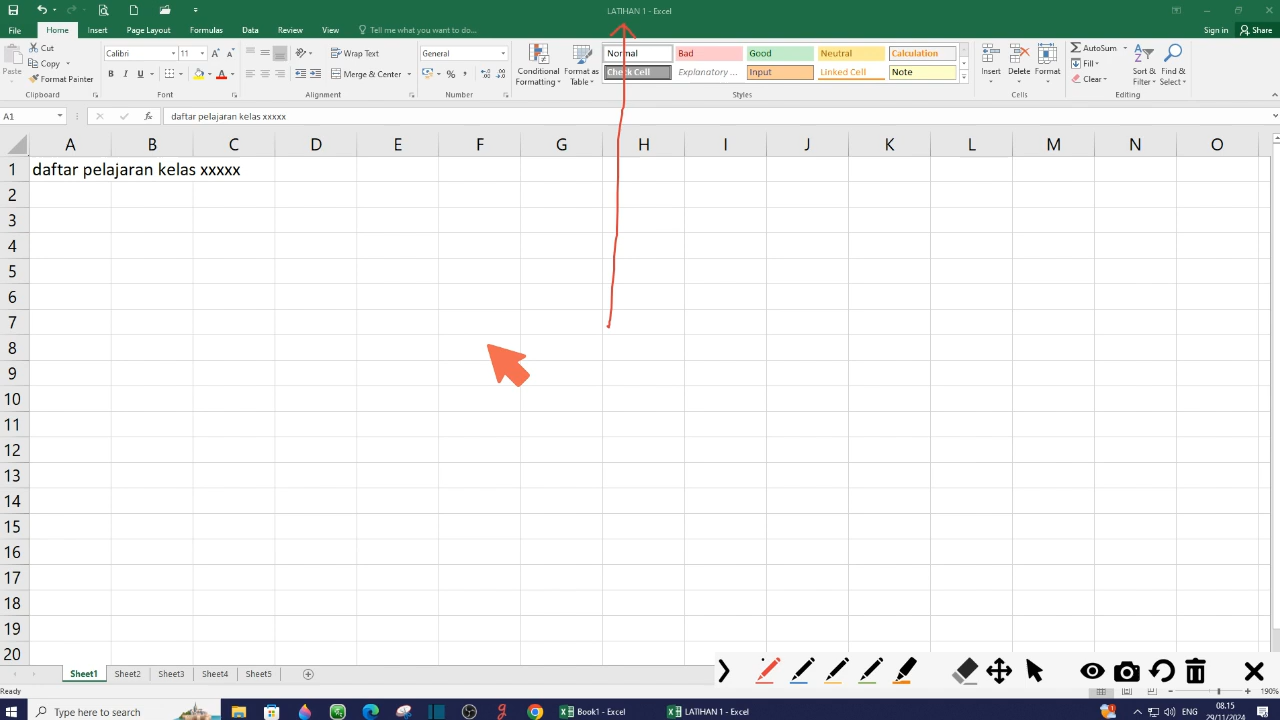 LATIHAN 1 - Excel
File Home Insert Page Layout Formulas Data Review View Tell me what you want to do... Sign in Share
Paste
Cut
Copy
Format Painter
Clipboard
Calibri 11
B I U A
Font
Wrap Text
Merge & Center
Alignment
General
%
Number
Conditional Formatting
Format as Table
Normal Bad Good Neutral Calculation
Check Cell Explanatory ... Input Linked Cell Note
Styles
Insert Delete Format
Cells
AutoSum
Fill
Clear
Sort & Filter
Find & Select
Editing
A1 fx daftar pelajaran kelas xxxxx
A B C D E F G H I J K L M N O
1 daftar pelajaran kelas xxxxx
2
3
4
5
6
7
8
9
10
11
12
13
14
15
16
17
18
19
20
Sheet1 Sheet2 Sheet3 Sheet4 Sheet5
Ready 190%
Type here to search Book1 - Excel LATIHAN 1 - Excel ENG 08.15
29/11/2024